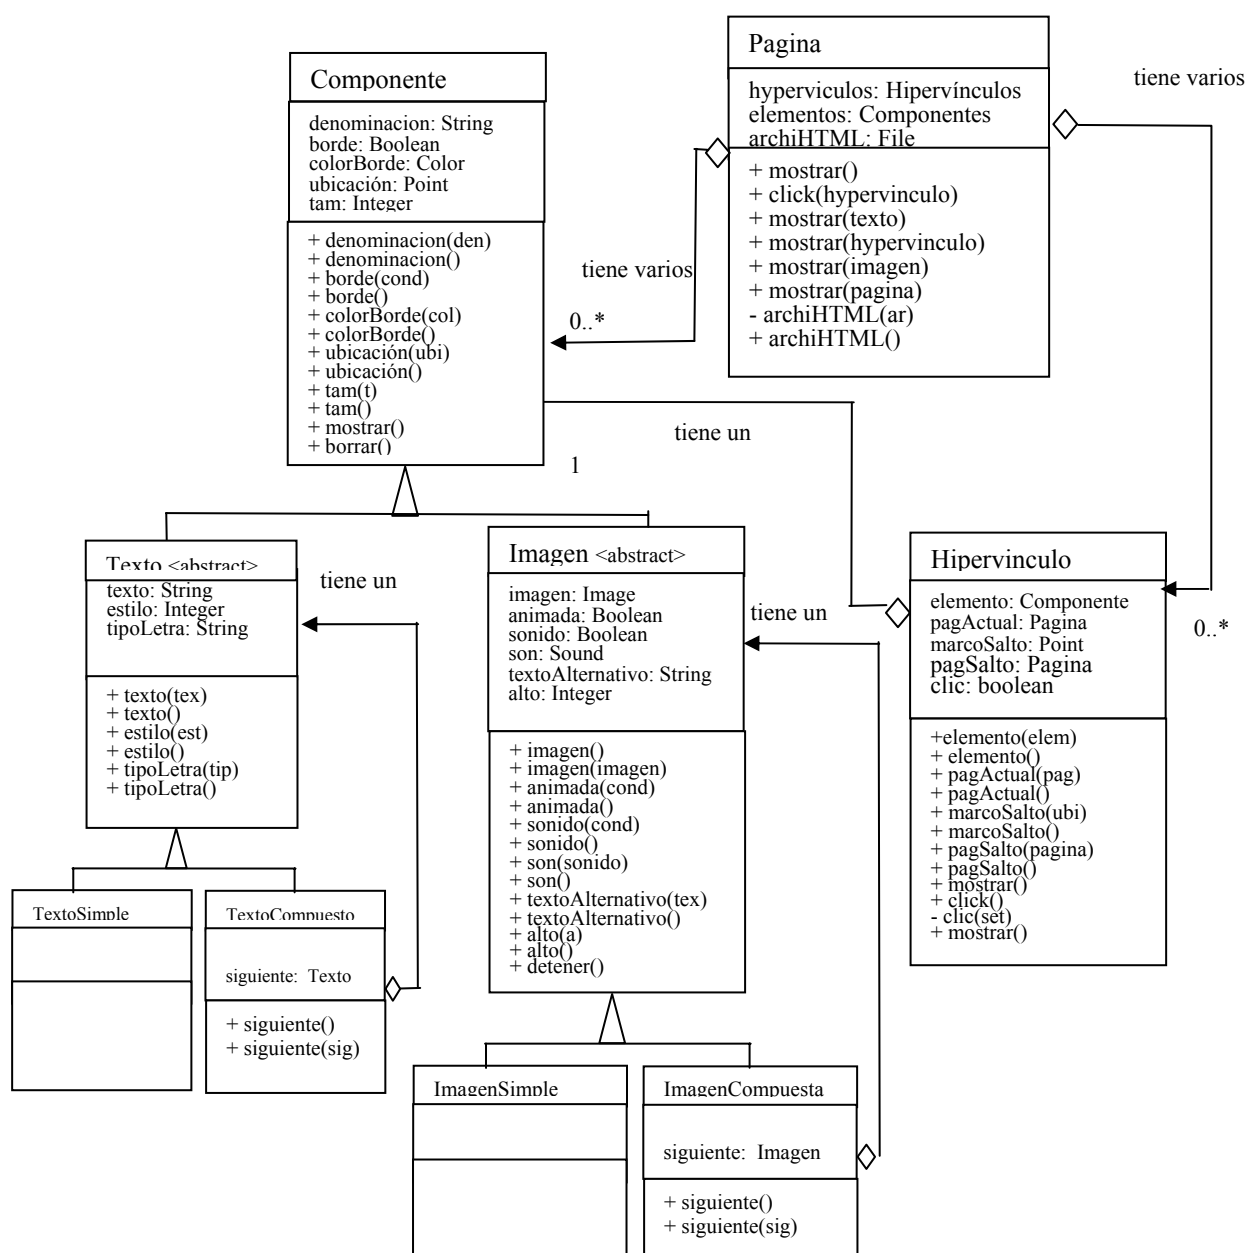 Componente
denominacion: String
borde: Boolean
colorBorde: Color
ubicación: Point
tam: Integer
+ denominacion(den)
+ denominacion()
+ borde(cond)
+ borde()
+ colorBorde(col)
+ colorBorde()
+ ubicación(ubi)
+ ubicación()
+ tam(t)
+ tam()
+ mostrar()
+ borrar()
Pagina
hyperviculos: Hipervínculos
elementos: Componentes
archiHTML: File
+ mostrar()
+ click(hypervinculo)
+ mostrar(texto)
+ mostrar(hypervinculo)
+ mostrar(imagen)
+ mostrar(pagina)
- archiHTML(ar)
+ archiHTML()
tiene varios
tiene varios
0..*
tiene un
1
Texto <abstract>
texto: String
estilo: Integer
tipoLetra: String
+ texto(tex)
+ texto()
+ estilo(est)
+ estilo()
+ tipoLetra(tip)
+ tipoLetra()
tiene un
Imagen <abstract>
imagen: Image
animada: Boolean
sonido: Boolean
son: Sound
textoAlternativo: String
alto: Integer
+ imagen()
+ imagen(imagen)
+ animada(cond)
+ animada()
+ sonido(cond)
+ sonido()
+ son(sonido)
+ son()
+ textoAlternativo(tex)
+ textoAlternativo()
+ alto(a)
+ alto()
+ detener()
tiene un
Hipervinculo
elemento: Componente
pagActual: Pagina
marcoSalto: Point
pagSalto: Pagina
clic: boolean
+elemento(elem)
+ elemento()
+ pagActual(pag)
+ pagActual()
+ marcoSalto(ubi)
+ marcoSalto()
+ pagSalto(pagina)
+ pagSalto()
+ mostrar()
+ click()
- clic(set)
+ mostrar()
0..*
TextoSimple
TextoCompuesto
siguiente: Texto
+ siguiente()
+ siguiente(sig)
ImagenSimple
ImagenCompuesta
siguiente: Imagen
+ siguiente()
+ siguiente(sig)